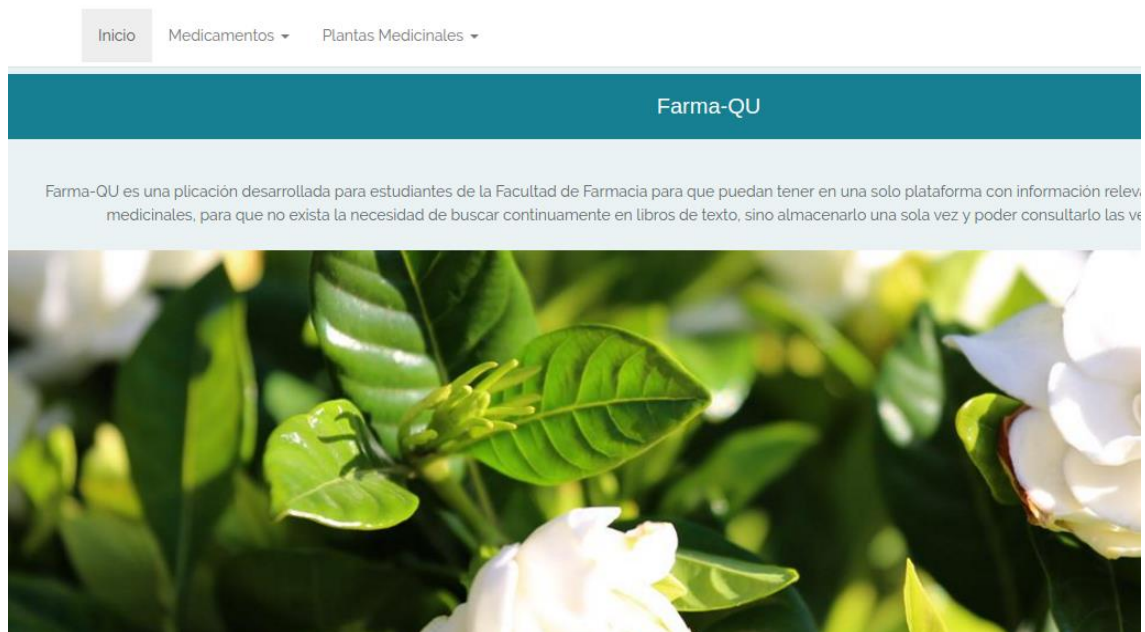 Inicio Medicamentos Plantas Medicinales
Farma-QU
Farma-QU es una plicación desarrollada para estudiantes de la Facultad de Farmacia para que puedan tener en una solo plataforma con información
medicinales, para que no exista la necesidad de buscar continuamente en libros de texto, sino almacenarlo una sola vez y poder consultarlo las